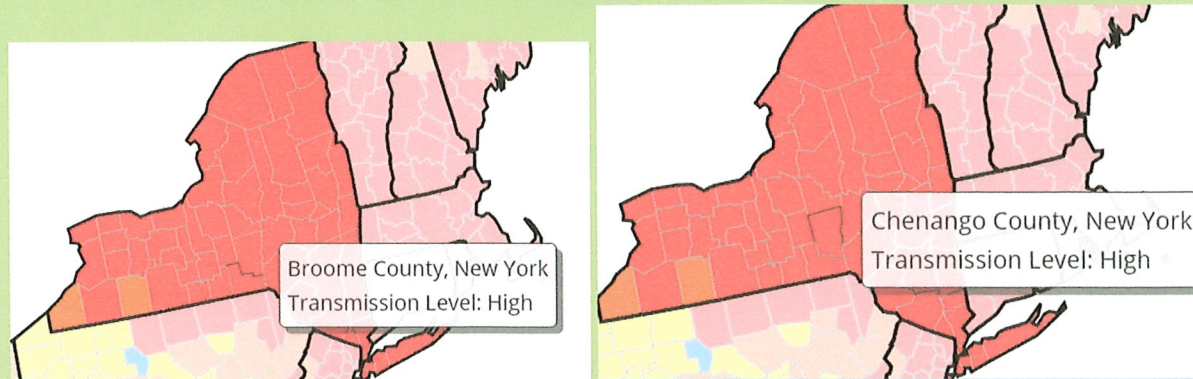 Broome County, New York
Transmission Level: High
Chenango County, New York
Transmission Level: High